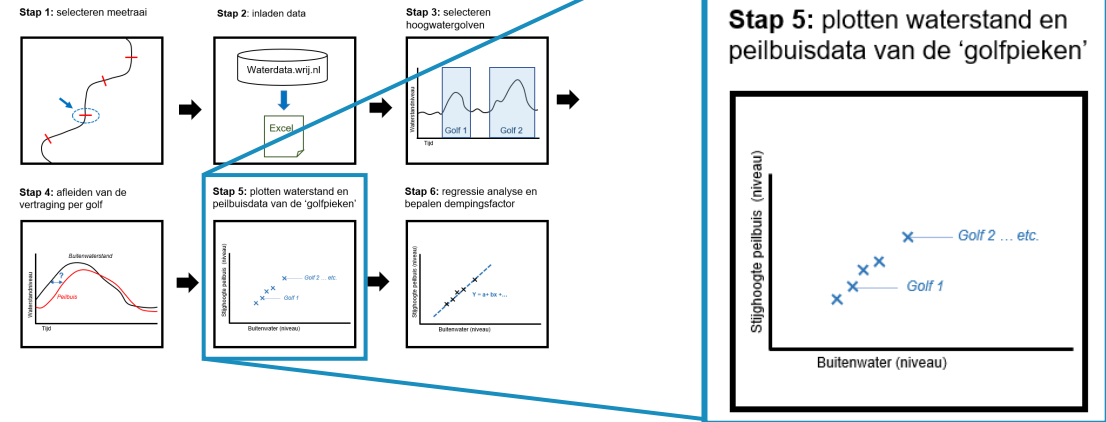 Stap 1: selecteren meetraai
Stap 2: inladen data
Waterdata.wrij.nl
Excel
Stap 3: selecteren
hoogwatergolven
Waterstandniveau
Golf 1
Golf 2
Tijd
Stap 4: afleiden van de
vertraging per golf
Waterstandniveau
Buitenwaterstand
?
Peilbuis
Tijd
Stap 5: plotten waterstand en
peilbuisdata van de ‘golfpieken’
Stijghoogte peilbuis (niveau)
Golf 2 ... etc.
Golf 1
Buitenwater (niveau)
Stap 6: regressie analyse en
bepalen dempingsfactor
Y = a+ bx +...
Stijghoogte peilbuis (niveau)
Buitenwater (niveau)
Stap 5: plotten waterstand en
peilbuisdata van de ‘golfpieken’
Stijghoogte peilbuis (niveau)
Golf 2 ... etc.
Golf 1
Buitenwater (niveau)